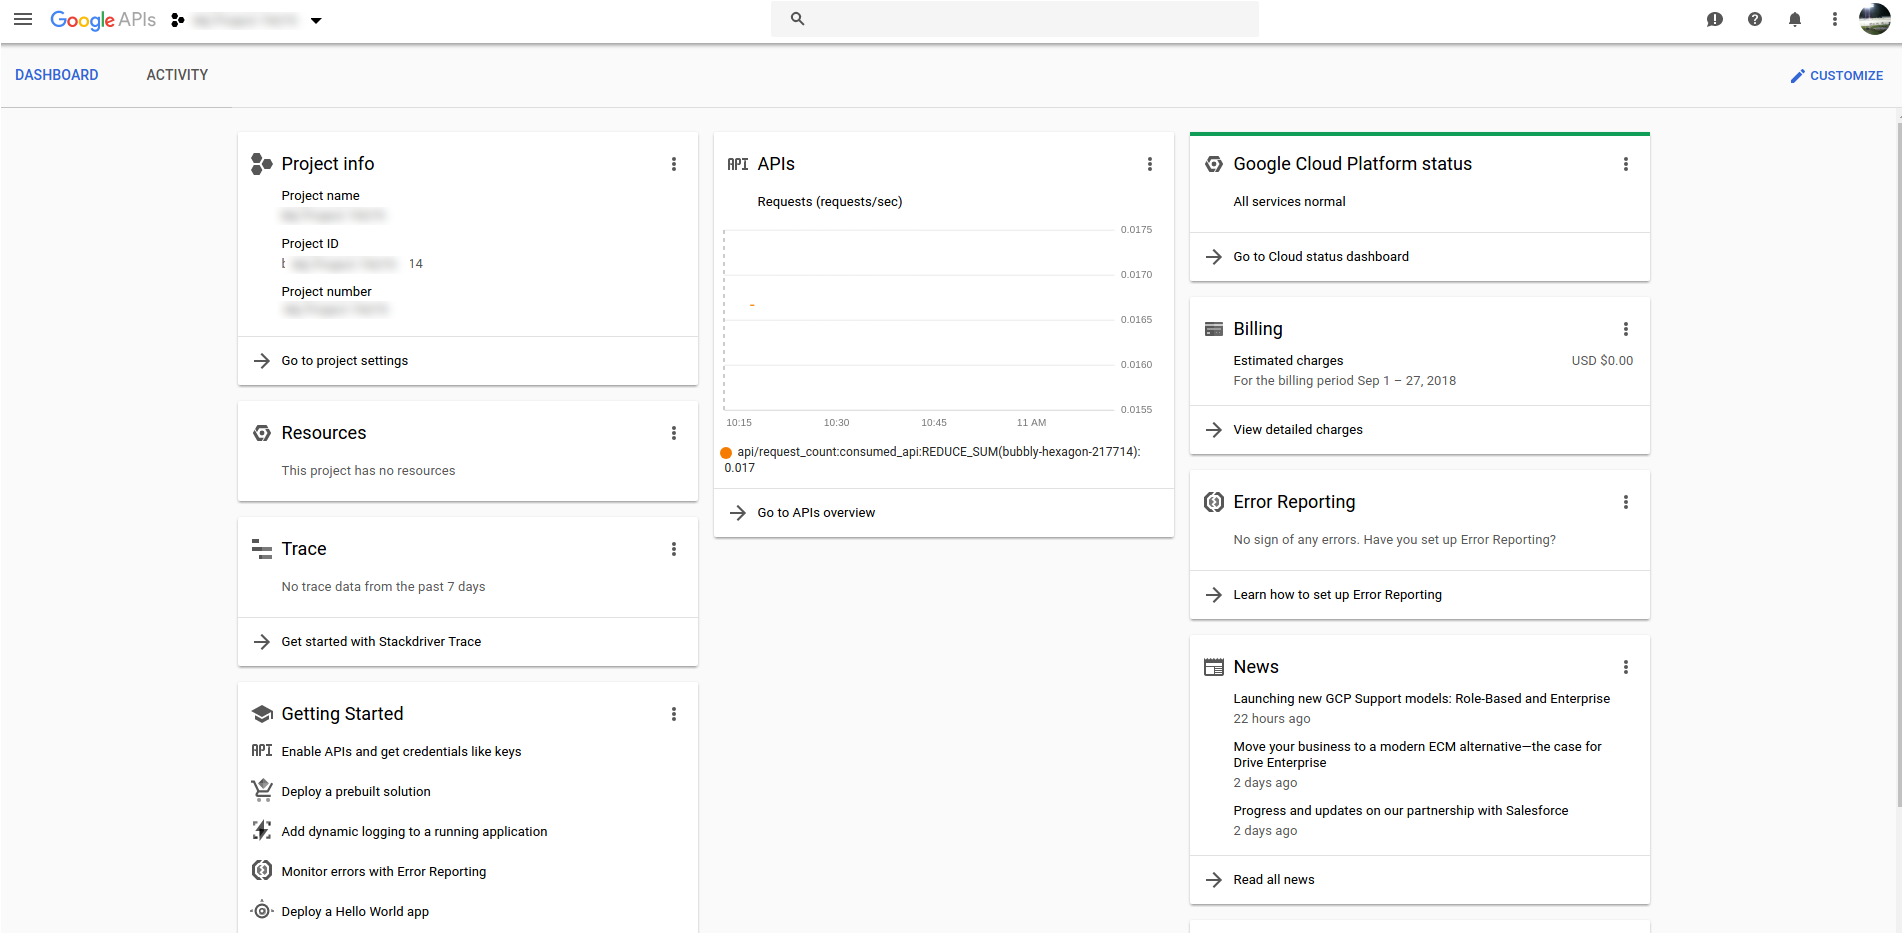 Google APIs
DASHBOARD
ACTIVITY
CUSTOMIZE
Project info
Project name
Project ID
14
Project number
Go to project settings
Resources
This project has no resources
Trace
No trace data from the past 7 days
Get started with Stackdriver Trace
Getting Started
API Enable APIs and get credentials like keys
Deploy a prebuilt solution
Add dynamic logging to a running application
Monitor errors with Error Reporting
Deploy a Hello World app
API APIs
Requests (requests/sec)
0.0175
0.0170
0.0165
0.0160
0.0155
10:15 10:30 10:45 11 AM
api/request_count:consumed_api:REDUCE_SUM(bubbly-hexagon-217714):
0.017
Go to APIs overview
Google Cloud Platform status
All services normal
Go to Cloud status dashboard
Billing
Estimated charges USD $0.00
For the billing period Sep 1 – 27, 2018
View detailed charges
Error Reporting
No sign of any errors. Have you set up Error Reporting?
Learn how to set up Error Reporting
News
Launching new GCP Support models: Role-Based and Enterprise
22 hours ago
Move your business to a modern ECM alternative—the case for
Drive Enterprise
2 days ago
Progress and updates on our partnership with Salesforce
2 days ago
Read all news